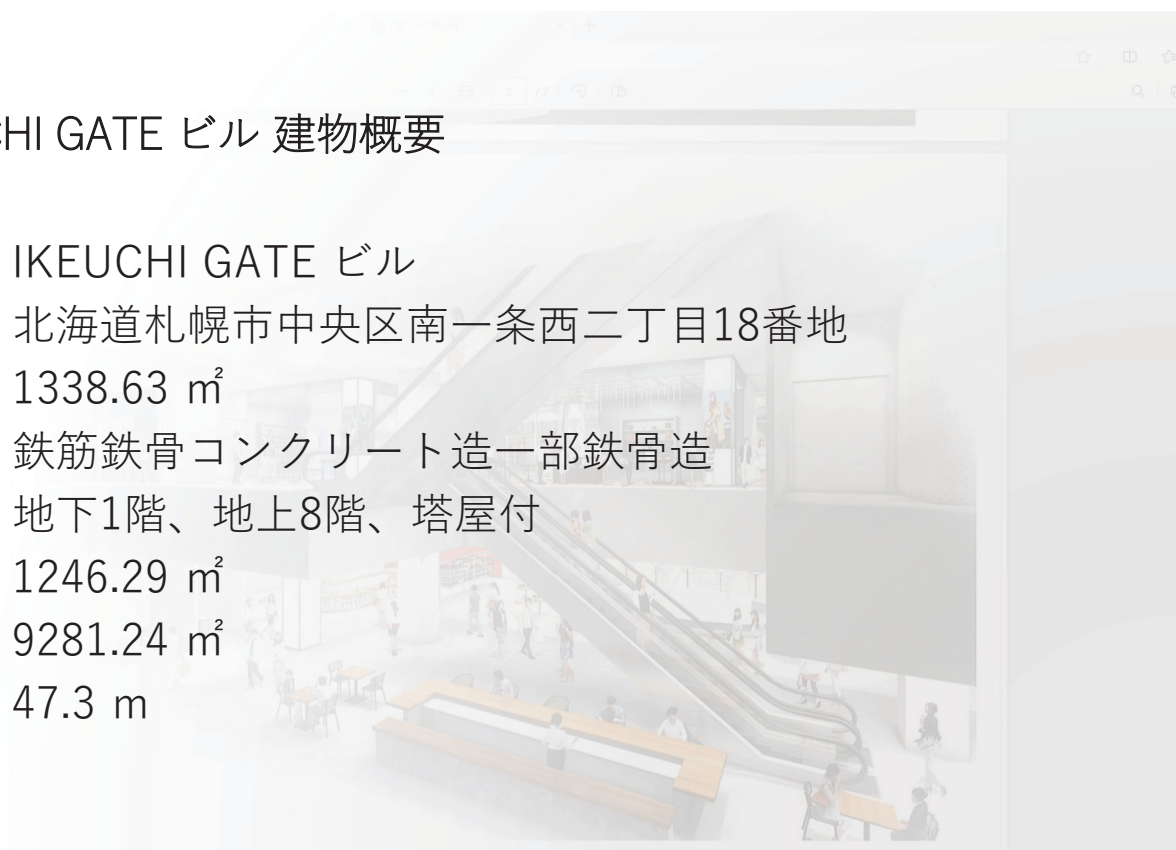 HI GATE ビル 建物概要
IKEUCHI GATE ビル
北海道札幌市中央区南一条西二丁目18番地
1338.63 ㎡
鉄筋鉄骨コンクリート造一部鉄骨造
地下1階、地上8階、塔屋付
1246.29 ㎡
9281.24 ㎡
47.3 m